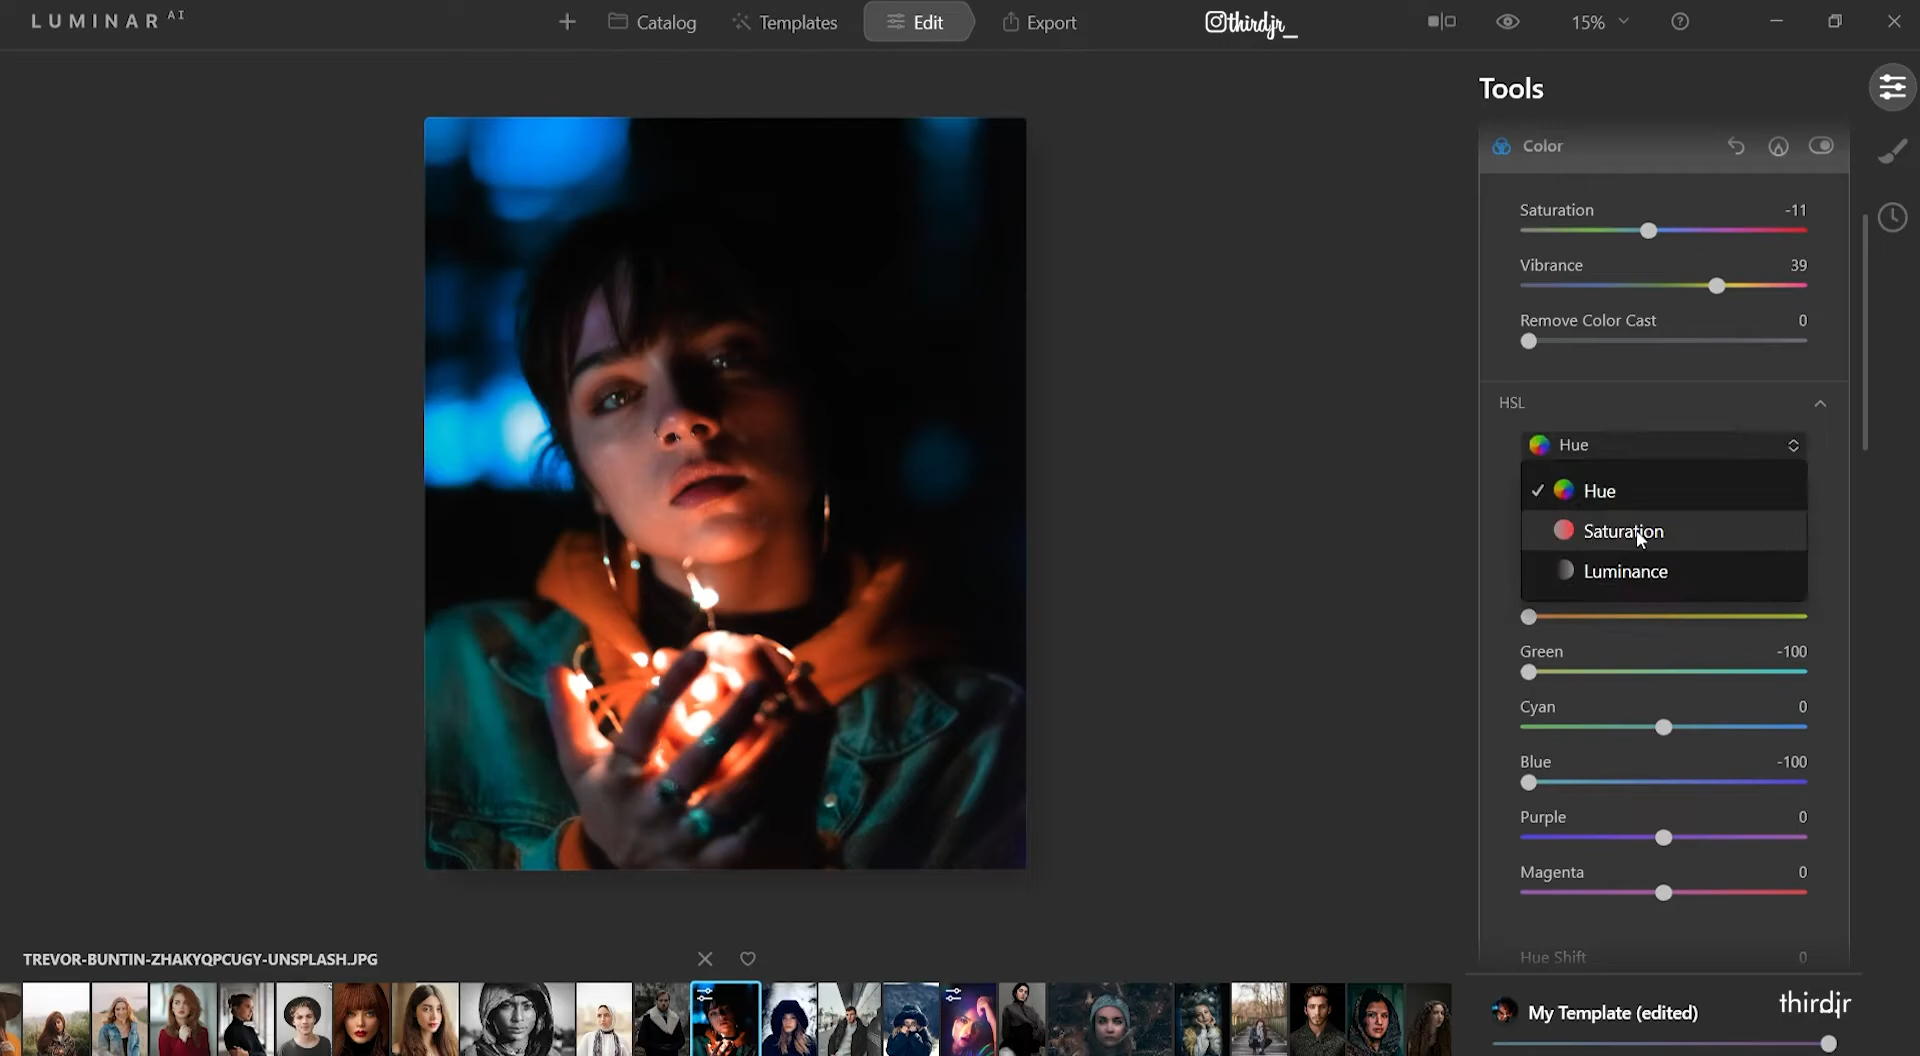 LUMINAR AI
Catalog
Templates
Edit
Export
thirdjr_
15%
Tools
Color
Saturation -11
Vibrance 39
Remove Color Cast 0
HSL
Hue
Hue
Saturation
Luminance
Green -100
Cyan 0
Blue -100
Purple 0
Magenta 0
Hue Shift 0
TREVOR-BUNTIN-ZHAKYQPCUGY-UNSPLASH.JPG
My Template (edited)
thirdjr_